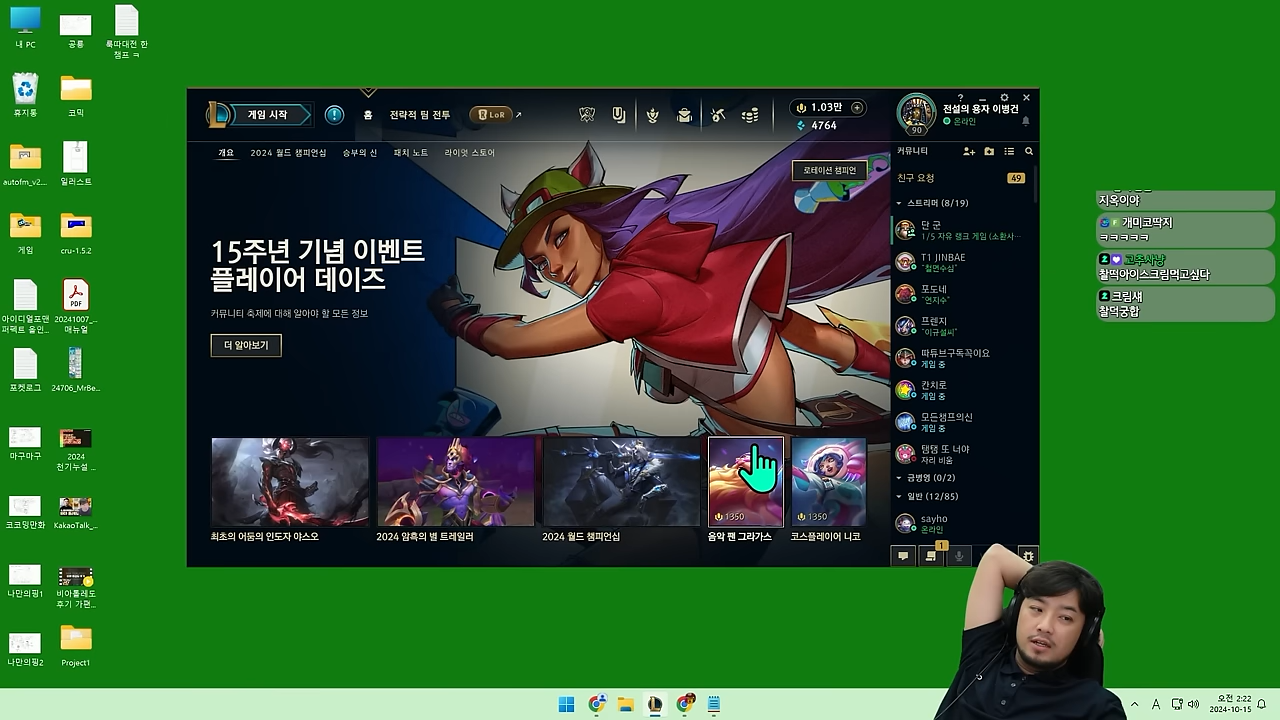 내 PC
공룡
룩따대전 한
챔프 ㅋ
휴지통
코믹
autofm_v2...
일러스트
게임
cru-1.5.2
아이디얼포맨
퍼펙트 올인...
20241007_...
매뉴얼
PDF
포켓로그
24706_MrBe...
마구마구
2024
천기누설 ...
코코밍만화
KakaoTalk_...
나만의핑1
비아톨레도
후기 가편...
나만의핑2
Project1
게임 시작
홈
전략적 팀 전투
LoR
1.03만
4764
90
전설의 용자 이병건
온라인
개요
2024 월드 챔피언십
승부의 신
패치 노트
라이엇 스토어
로테이션 챔피언
15주년 기념 이벤트
플레이어 데이즈
커뮤니티 축제에 대해 알아야 할 모든 정보
더 알아보기
최초의 어둠의 인도자 야스오
2024 암흑의 별 트레일러
2024 월드 챔피언십
1350
음악 팬 그라가스
1350
코스플레이어 니코
커뮤니티
친구 요청
49
스트리머 (8/19)
단 군
1/5 자유 랭크 게임 (소환사…
T1 JINBAE
"철면수심"
포도네
"연지수"
프렌지
"이규설씨"
따튜브구독꼭이요
게임 중
칸치로
게임 중
모든챔프의신
게임 중
탬탬 또 너야
자리 비움
금병영 (0/2)
일반 (12/85)
sayho
온라인
1
지옥이야
개미코딱지
ㅋㅋㅋㅋㅋ
2
고추사냥
찰떡아이스크림먹고싶다
2
크림새
찰덕궁합
A
오전 2:22
2024-10-15